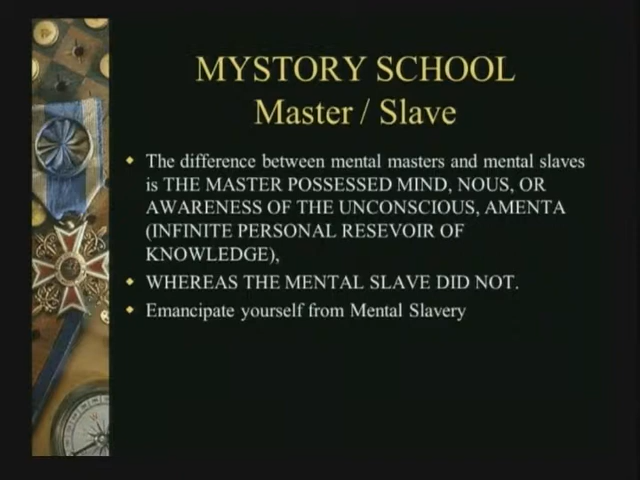 MYSTORY SCHOOL
Master / Slave
The difference between mental masters and mental slaves
is THE MASTER POSSESSED MIND, NOUS, OR
AWARENESS OF THE UNCONSCIOUS, AMENTA
(INFINITE PERSONAL RESEVOIR OF
KNOWLEDGE),
WHEREAS THE MENTAL SLAVE DID NOT.
Emancipate yourself from Mental Slavery